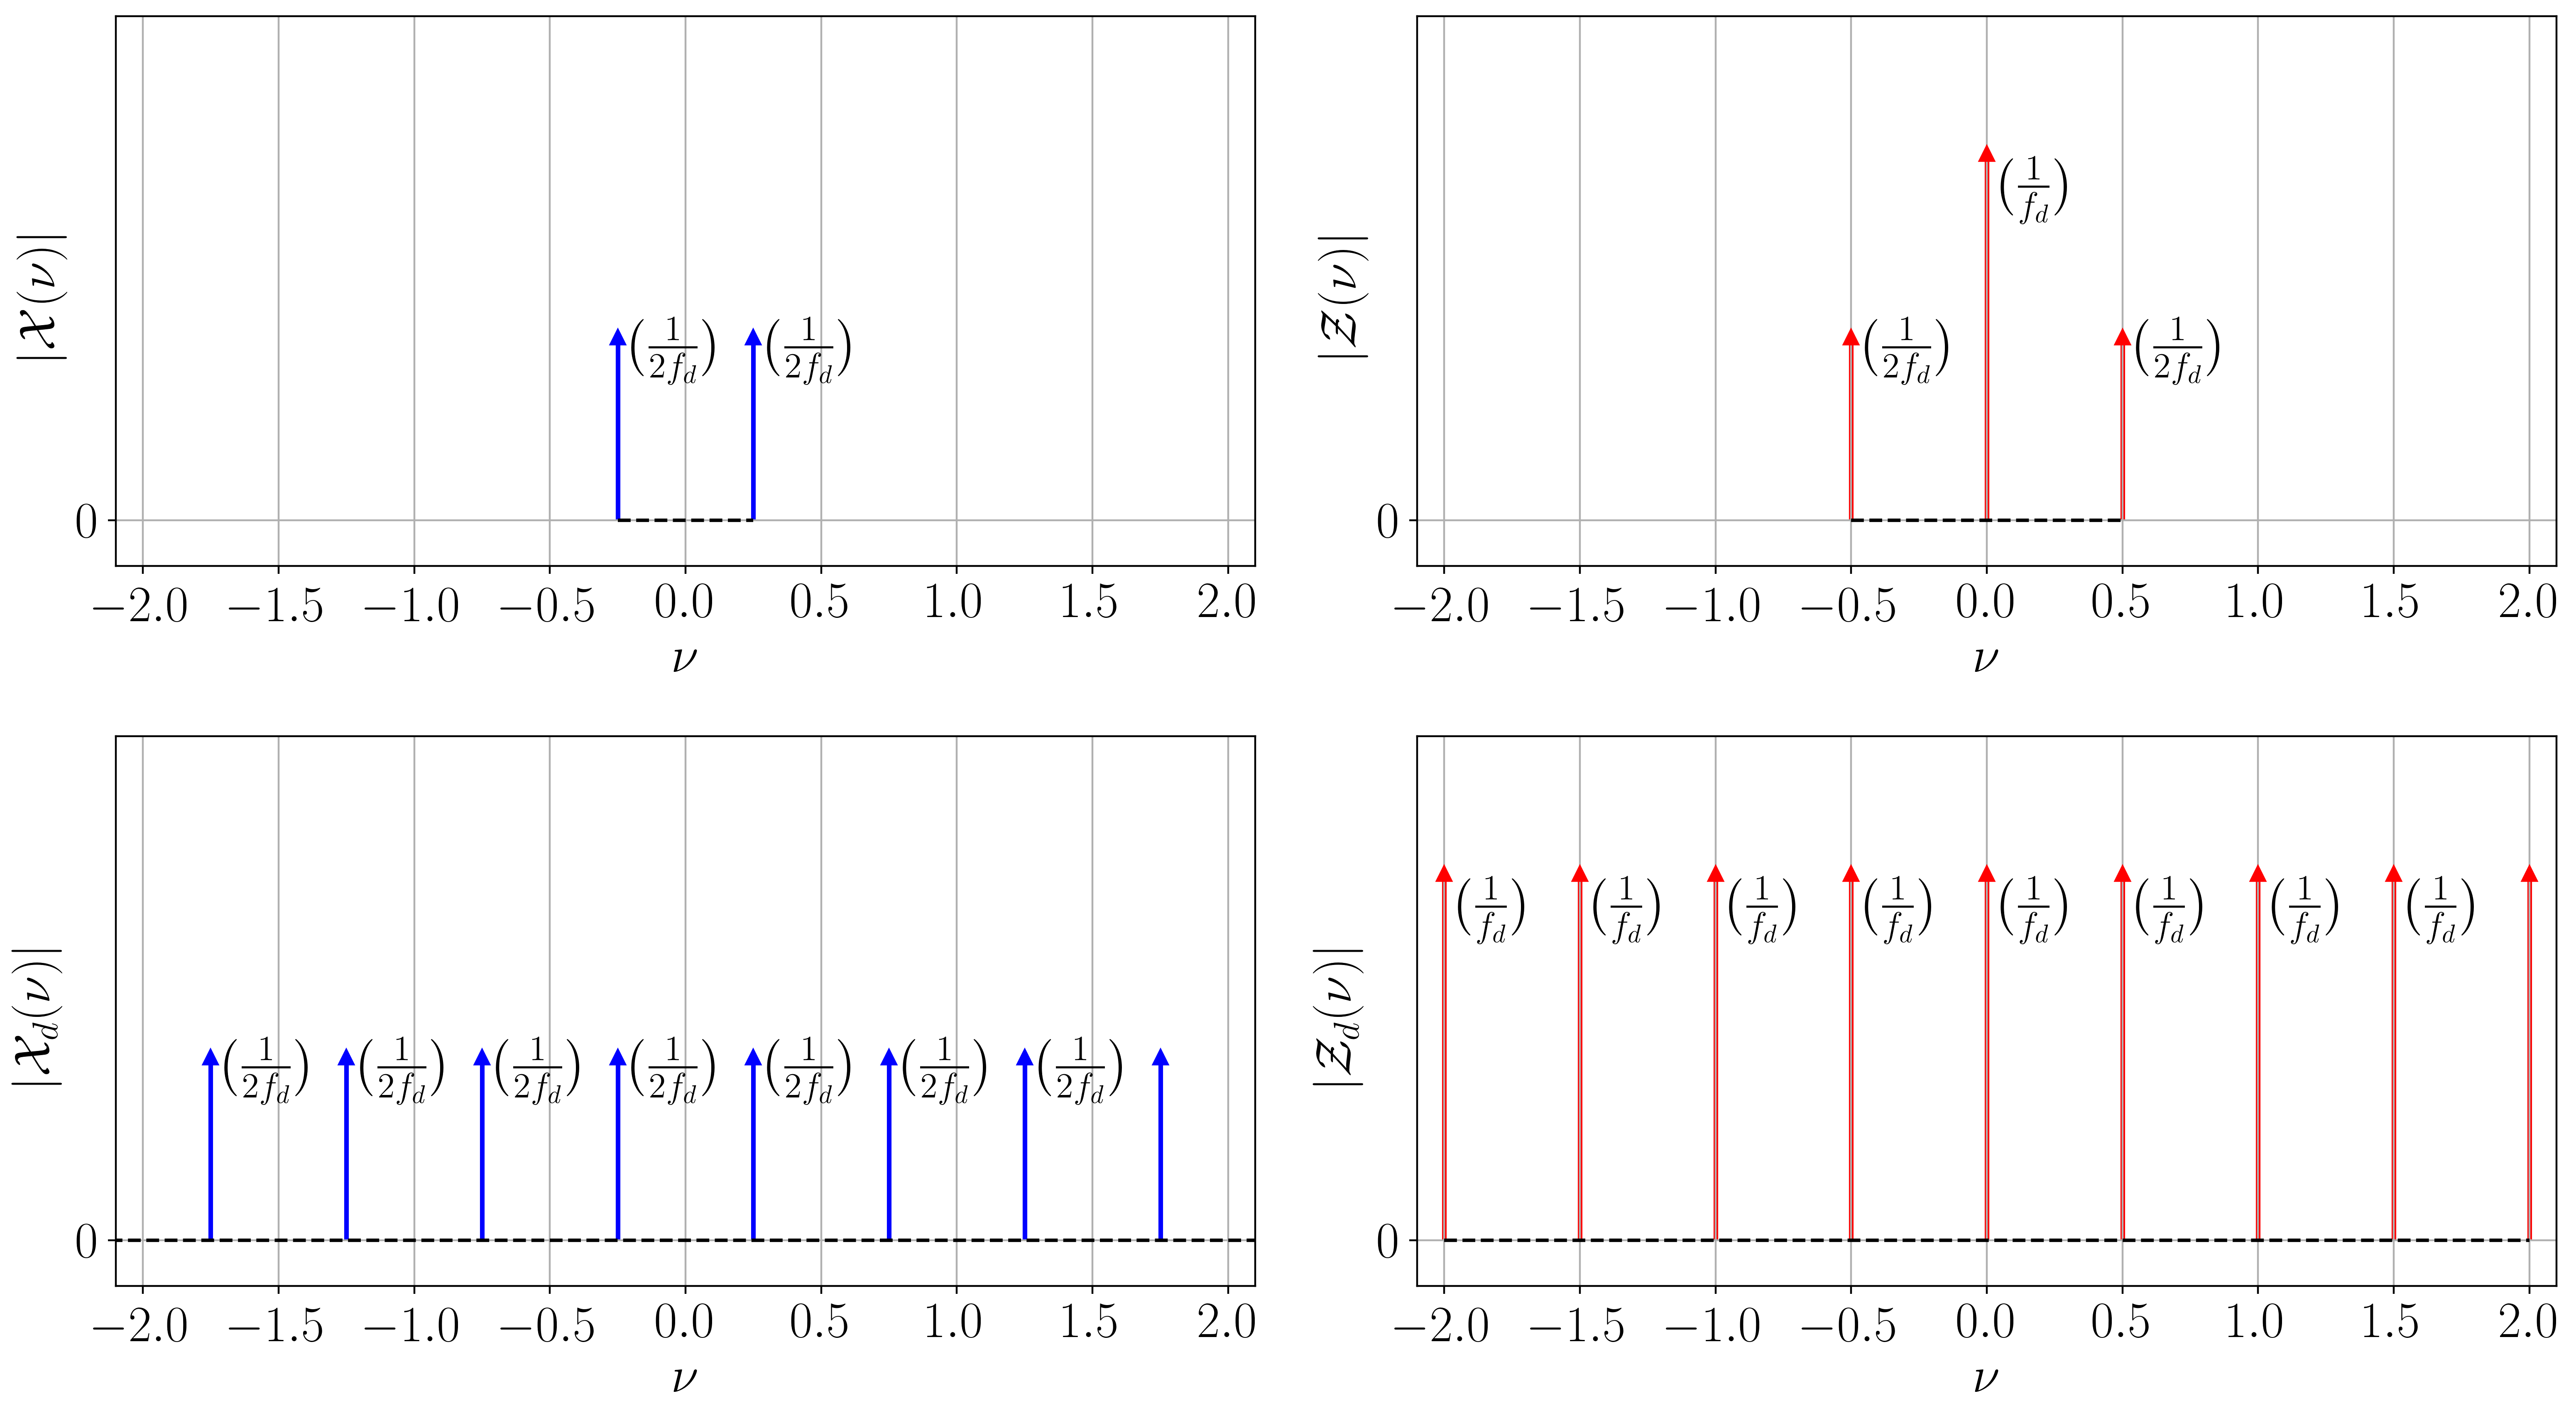 |𝒳(ν)|
(1/2f_d) (1/2f_d)
0
−2.0 −1.5 −1.0 −0.5 0.0 0.5 1.0 1.5 2.0
ν
|𝒵(ν)|
(1/f_d)
(1/2f_d) (1/2f_d)
0
−2.0 −1.5 −1.0 −0.5 0.0 0.5 1.0 1.5 2.0
ν
|𝒳_d(ν)|
(1/2f_d) (1/2f_d) (1/2f_d) (1/2f_d) (1/2f_d) (1/2f_d) (1/2f_d)
0
−2.0 −1.5 −1.0 −0.5 0.0 0.5 1.0 1.5 2.0
ν
|𝒵_d(ν)|
(1/f_d) (1/f_d) (1/f_d) (1/f_d) (1/f_d) (1/f_d) (1/f_d) (1/f_d)
0
−2.0 −1.5 −1.0 −0.5 0.0 0.5 1.0 1.5 2.0
ν